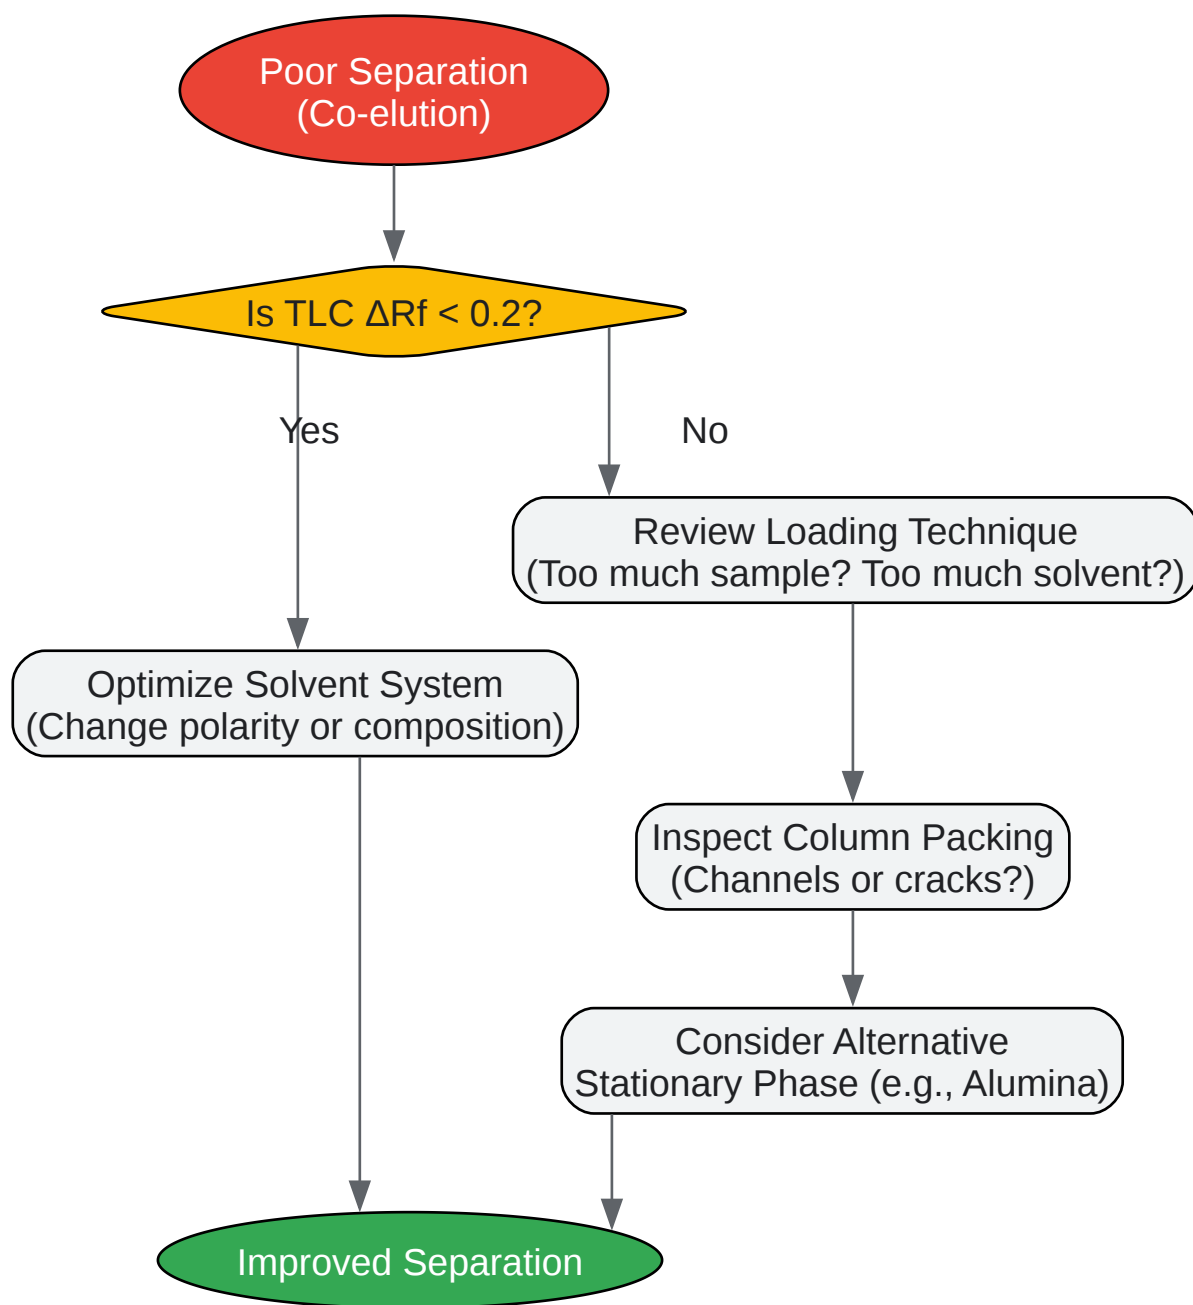 Poor Separation
(Co-elution)
Is TLC ΔRf < 0.2?
Yes
No
Review Loading Technique
(Too much sample? Too much solvent?)
Optimize Solvent System
(Change polarity or composition)
Inspect Column Packing
(Channels or cracks?)
Consider Alternative
Stationary Phase (e.g., Alumina)
Improved Separation